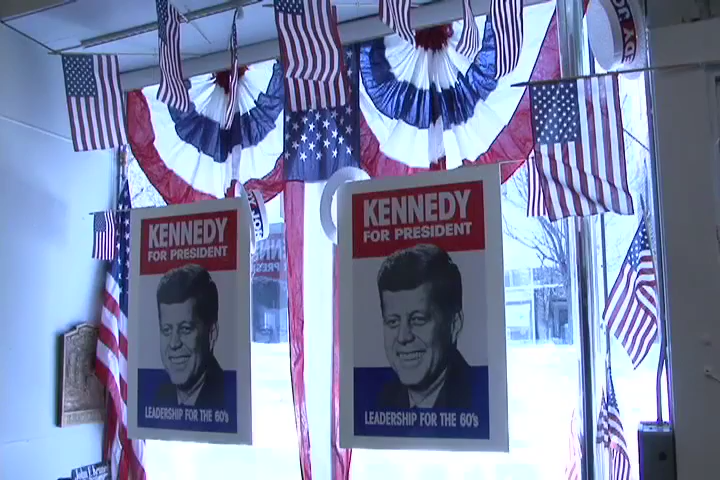 KENNEDY
FOR PRESIDENT
LEADERSHIP FOR THE 60's
KENNEDY
FOR PRESIDENT
LEADERSHIP FOR THE 60's